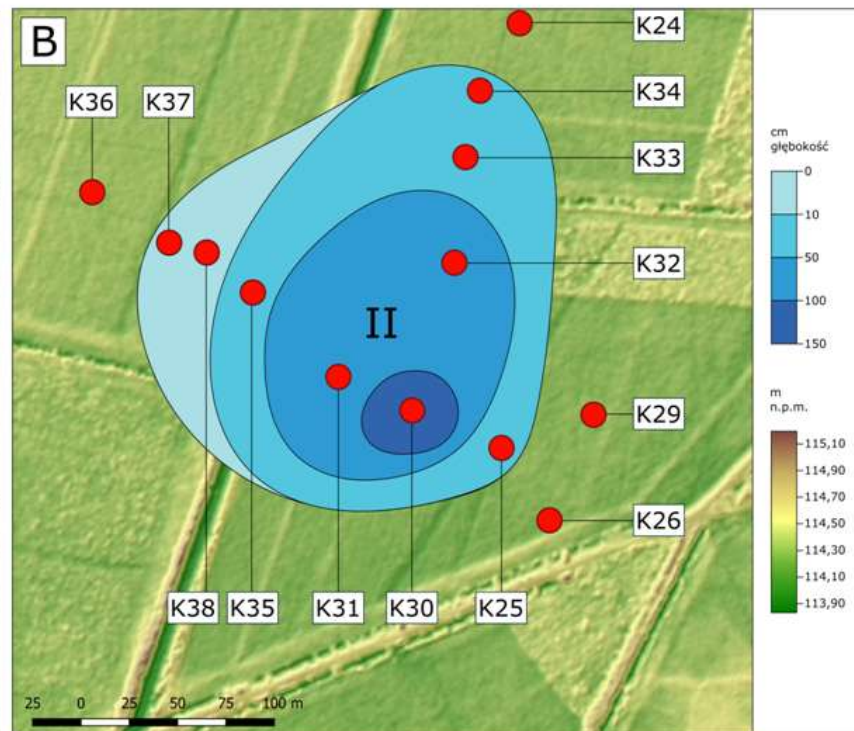 B
K24
K36
K37
K34
K33
K32
II
K29
K26
K38
K35
K31
K30
K25
25 0 25 50 75 100 m
cm
głębokość
0
10
50
100
150
m
n.p.m.
115,10
114,90
114,70
114,50
114,30
114,10
113,90